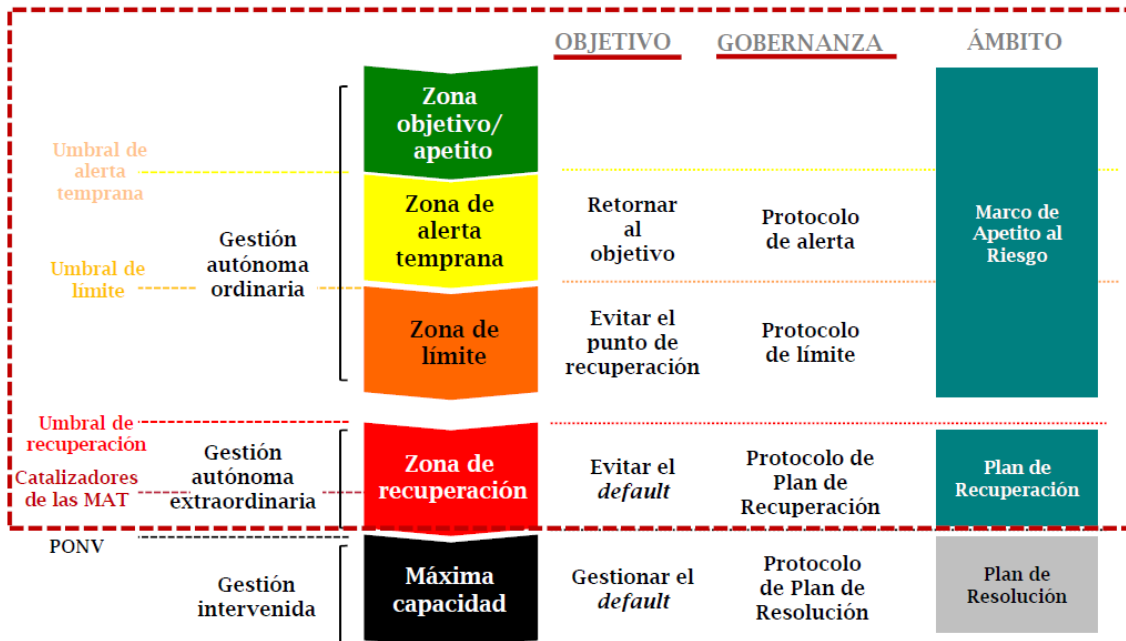 OBJETIVO GOBERNANZA ÁMBITO
Zona
objetivo/
apetito
Umbral de
alerta
temprana
Zona de
alerta
temprana
Retornar
al
objetivo
Protocolo
de alerta
Marco de
Apetito al
Riesgo
Gestión
autónoma
ordinaria
Umbral de
límite
Zona de
límite
Evitar el
punto de
recuperación
Protocolo
de límite
Umbral de
recuperación
Catalizadores
de las MAT
Gestión
autónoma
extraordinaria
Zona de
recuperación
Evitar el
default
Protocolo de
Plan de
Recuperación
Plan de
Recuperación
PONV
Gestión
intervenida
Máxima
capacidad
Gestionar el
default
Protocolo
de Plan de
Resolución
Plan de
Resolución